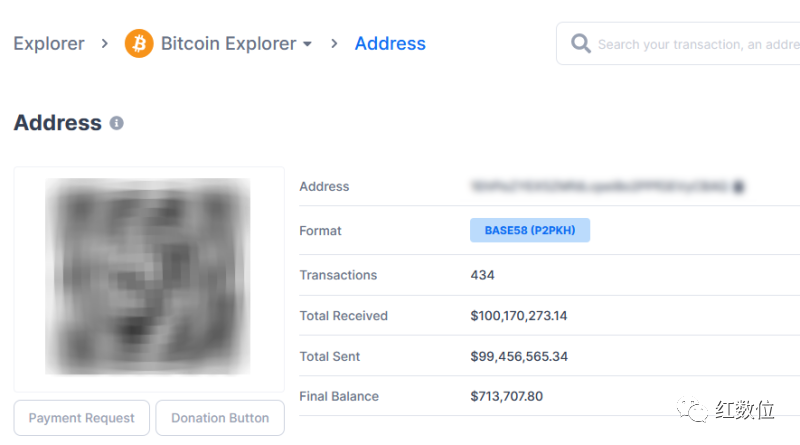 Explorer > Bitcoin Explorer > Address
Search your transaction, an addre
Address
Address
Format BASE58 (P2PKH)
Transactions 434
Total Received $100,170,273.14
Total Sent $99,456,565.34
Final Balance $713,707.80
Payment Request Donation Button
红数位